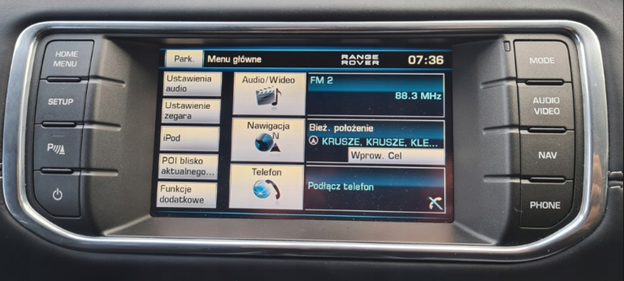 HOME
MENU
SETUP
P
Park.
Menu główne
RANGE
ROVER
07:36
Ustawienia
audio
Ustawienie
zegara
iPod
POI blisko
aktualnego...
Funkcje
dodatkowe
Audio/Wideo
FM 2
88.3 MHz
Nawigacja
N
Bież. położenie
A KRUSZE, KRUSZE, KLE...
Wprow. Cel
Telefon
Podłącz telefon
MODE
AUDIO
VIDEO
NAV
PHONE